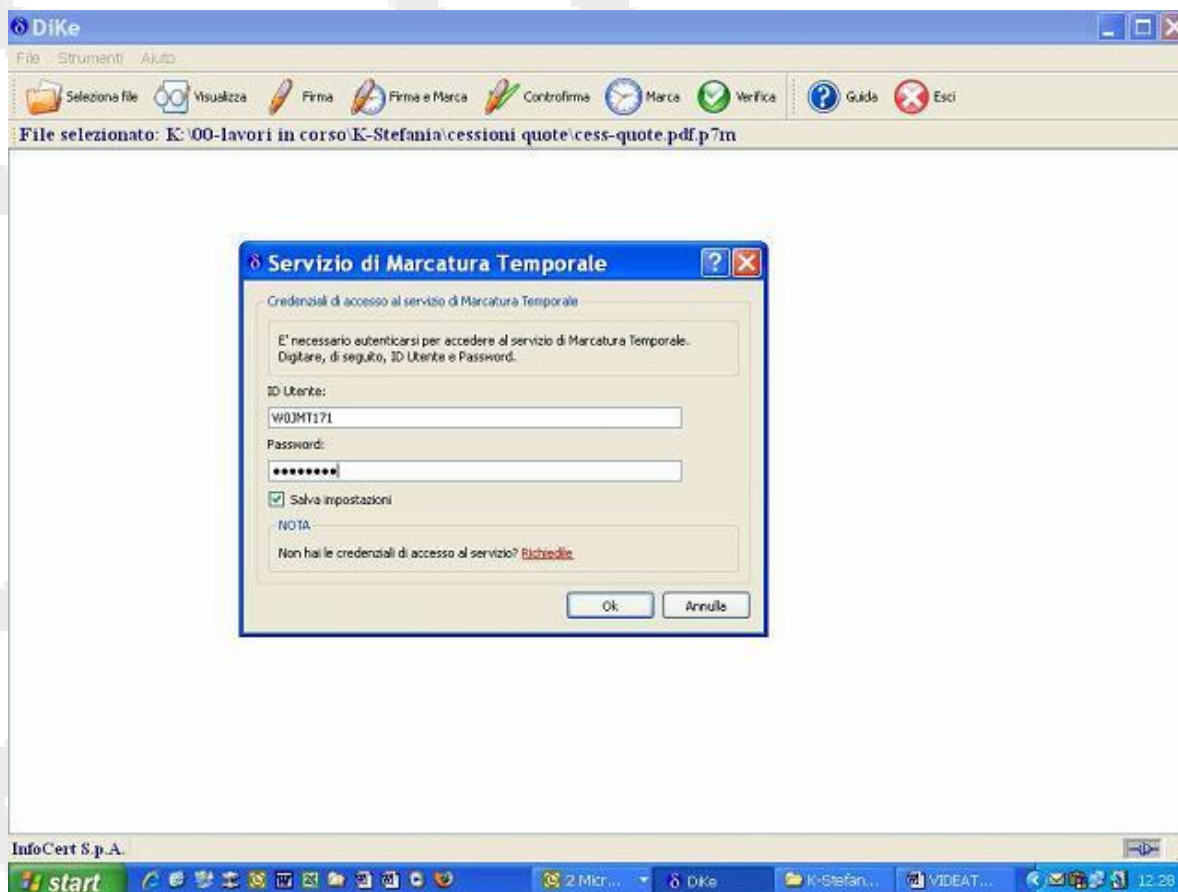 DiKe
File Strumenti Aiuto
Seleziona file Visualizza Firma Firma e Marca Controfirma Marca Verifica Guida Esci
File selezionato: K:\00-lavori in corso\K-Stefania\cessioni quote\cess-quote.pdf.p7m
Servizio di Marcatura Temporale
Credenziali di accesso al servizio di Marcatura Temporale
E' necessario autenticarsi per accedere al servizio di Marcatura Temporale.
Digitare, di seguito, ID Utente e Password.
ID Utente:
W0JMT171
Password:
••••••••
Salva impostazioni
NOTA
Non hai le credenziali di accesso al servizio? Richiedile
Ok Annulla
InfoCert S.p.A.
start 2 Micr... DiKe K-Stefan... VIDEAT... 12.28